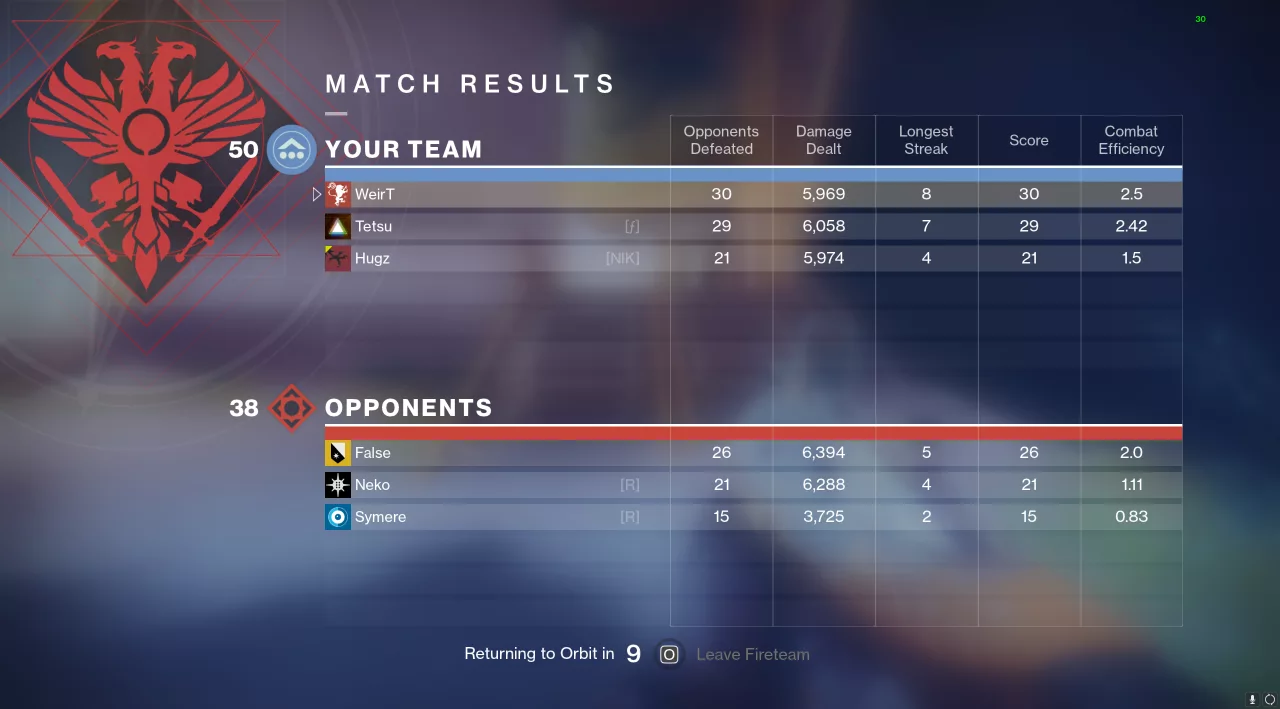 30
MATCH RESULTS
Opponents Defeated Damage Dealt Longest Streak Score Combat Efficiency
50 YOUR TEAM
WeirT 30 5,969 8 30 2.5
Tetsu [ƒ] 29 6,058 7 29 2.42
Hugz [NIK] 21 5,974 4 21 1.5
38 OPPONENTS
False 26 6,394 5 26 2.0
Neko [R] 21 6,288 4 21 1.11
Symere [R] 15 3,725 2 15 0.83
Returning to Orbit in 9 O Leave Fireteam